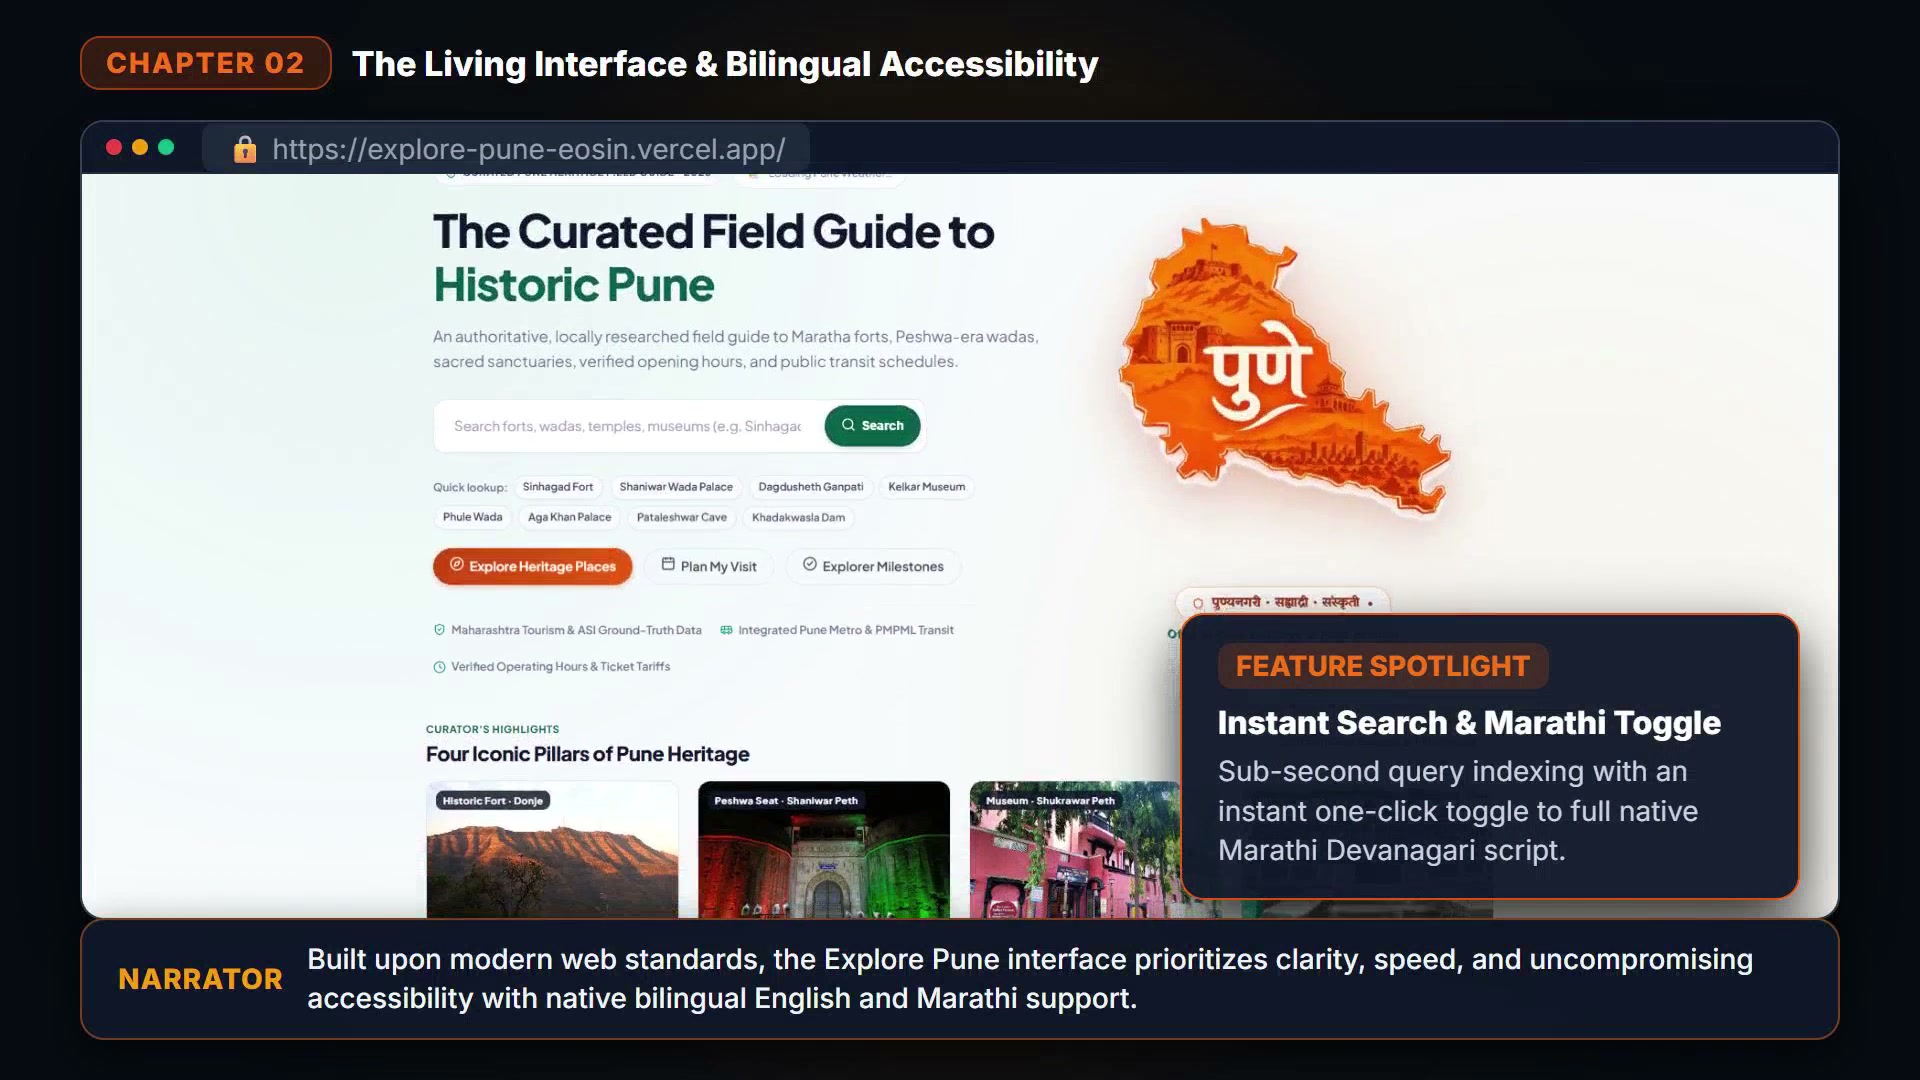 CHAPTER 02
The Living Interface & Bilingual Accessibility
https://explore-pune-eosin.vercel.app/
The Curated Field Guide to
Historic Pune
An authoritative, locally researched field guide to Maratha forts, Peshwa-era wadas,
sacred sanctuaries, verified opening hours, and public transit schedules.
Search forts, wadas, temples, museums (e.g. Sinhagad
Search
Quick lookup:
Sinhagad Fort
Shaniwar Wada Palace
Dagdusheth Ganpati
Kelkar Museum
Phule Wada
Aga Khan Palace
Pataleshwar Cave
Khadakwasla Dam
Explore Heritage Places
Plan My Visit
Explorer Milestones
Maharashtra Tourism & ASI Ground-Truth Data
Integrated Pune Metro & PMPML Transit
Verified Operating Hours & Ticket Tariffs
पुणे
पुण्यनगरी · सह्याद्री · संस्कृती •
CURATOR'S HIGHLIGHTS
Four Iconic Pillars of Pune Heritage
Historic Fort · Donje
Peshwa Seat · Shaniwar Peth
Museum · Shukrawar Peth
FEATURE SPOTLIGHT
Instant Search & Marathi Toggle
Sub-second query indexing with an
instant one-click toggle to full native
Marathi Devanagari script.
NARRATOR
Built upon modern web standards, the Explore Pune interface prioritizes clarity, speed, and uncompromising
accessibility with native bilingual English and Marathi support.